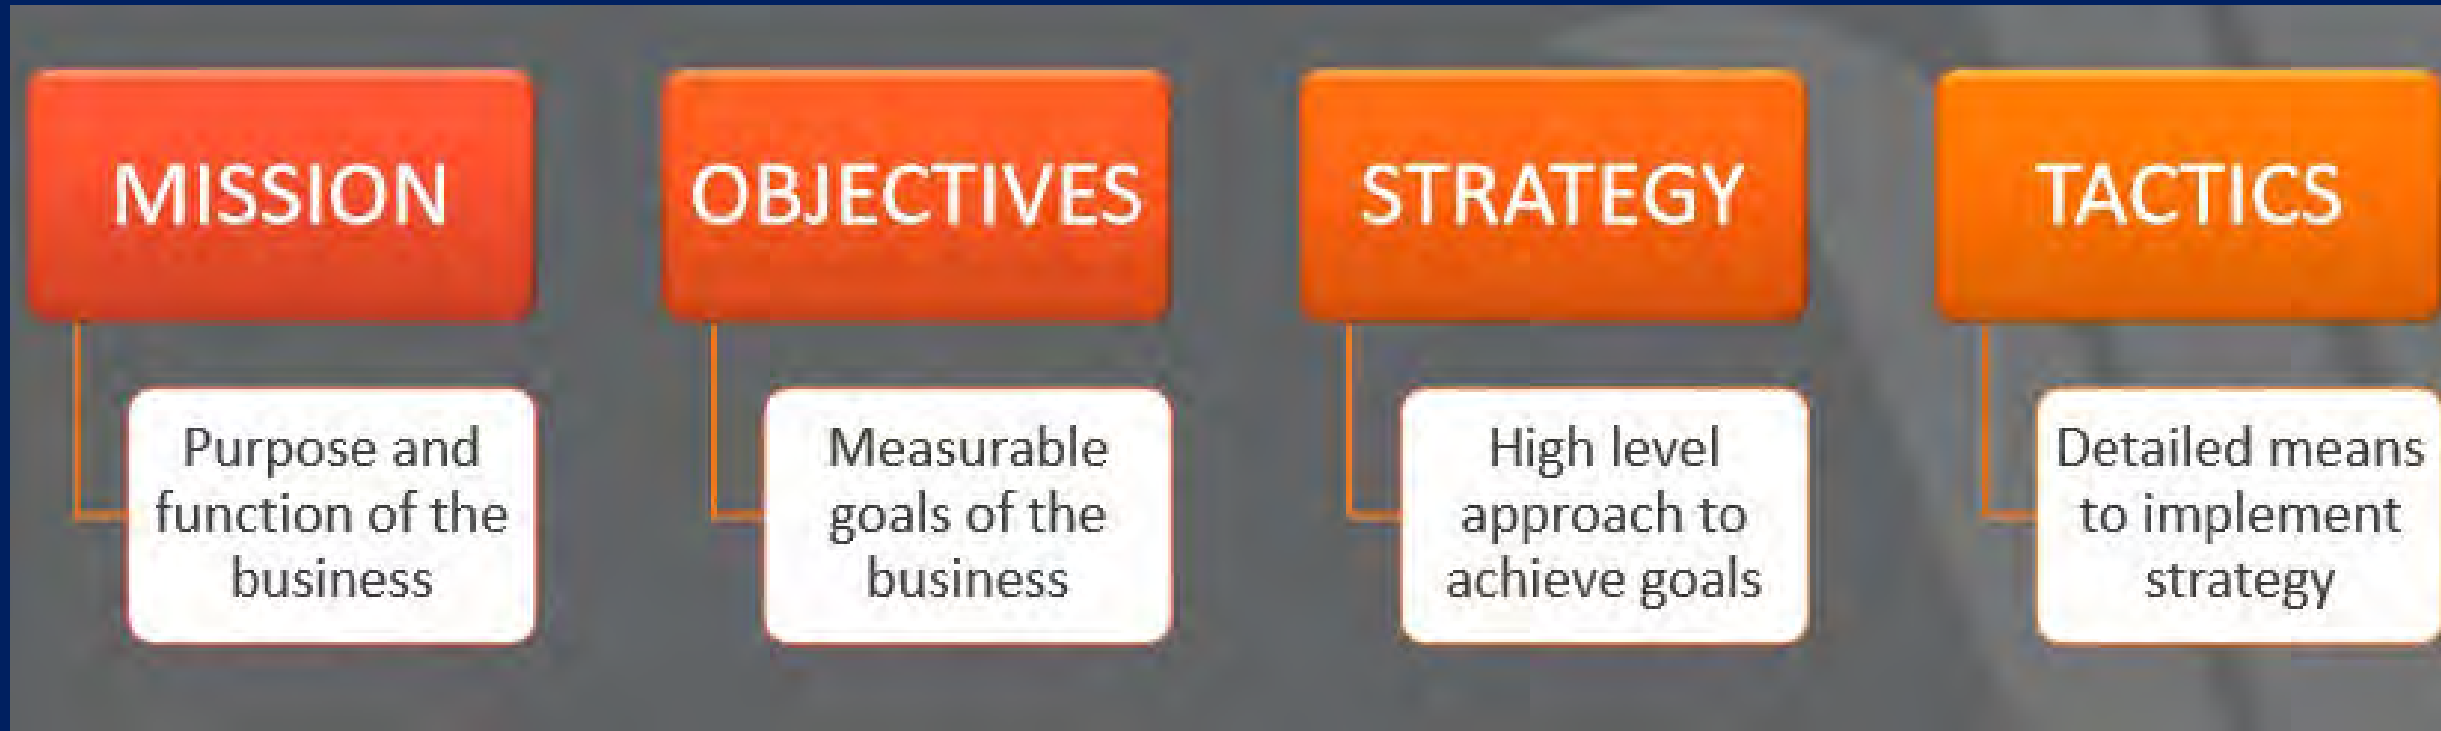 MISSION
Purpose and
function of the
business
OBJECTIVES
Measurable
goals of the
business
STRATEGY
High level
approach to
achieve goals
TACTICS
Detailed means
to implement
strategy